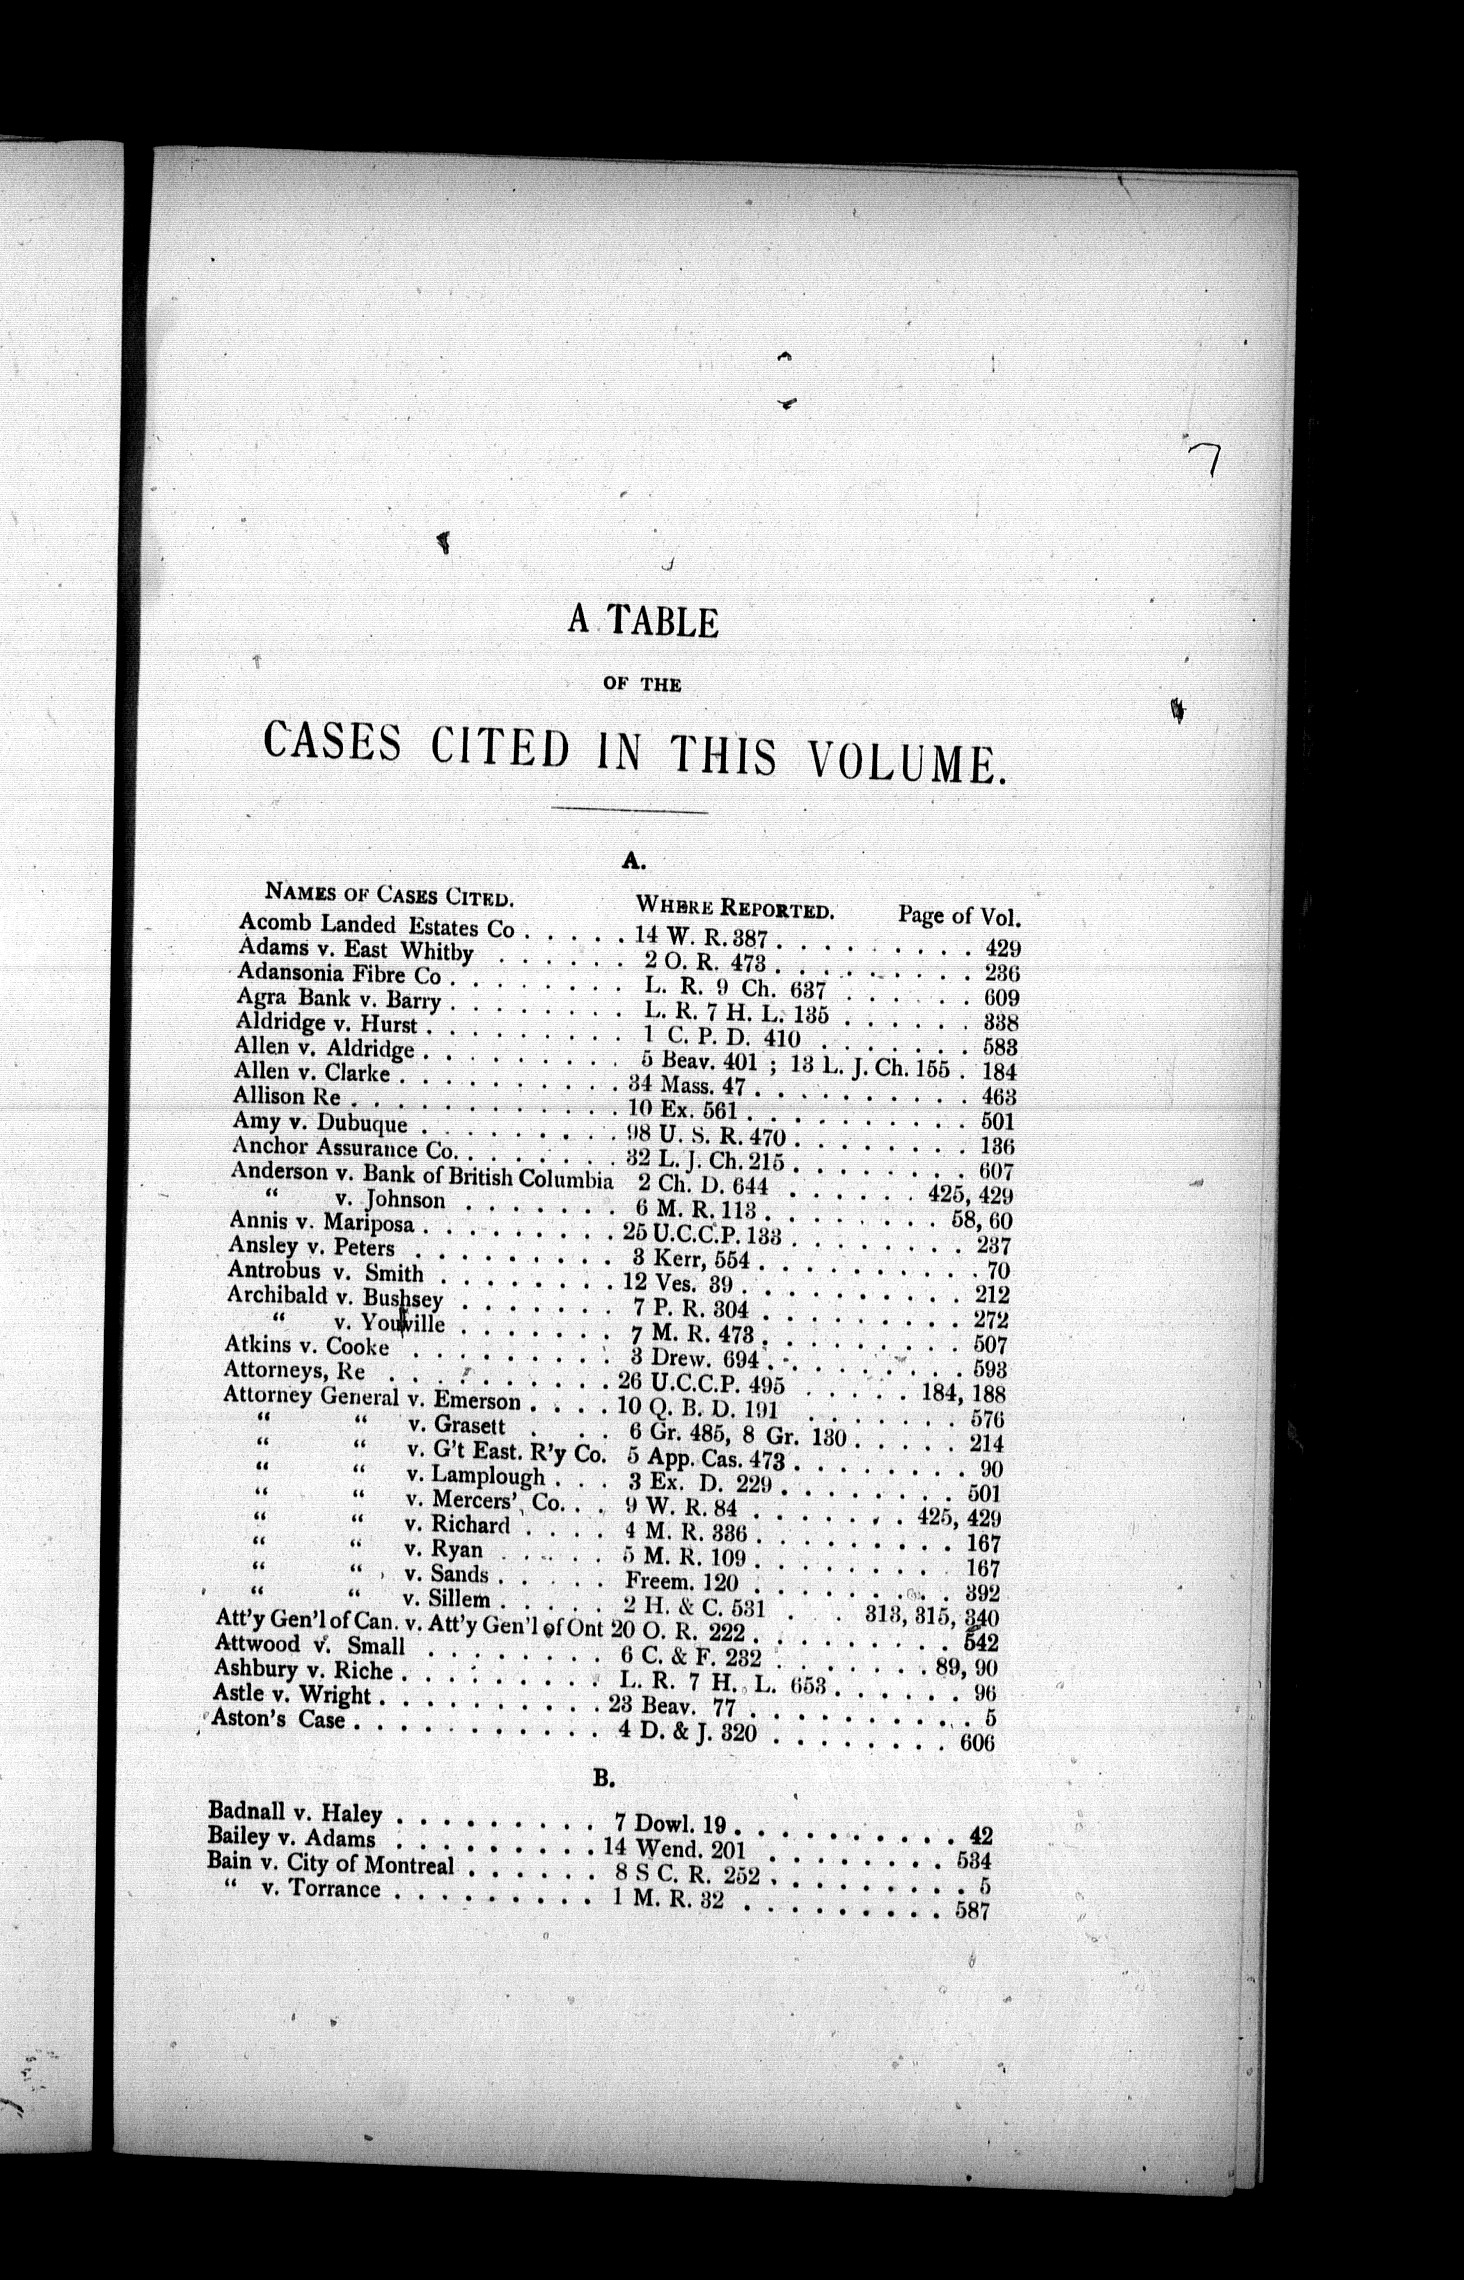 A TABLE
OF THE
CASES CITED IN THIS VOLUME.
A.
NAMES OF CASES CITED. WHERE REPORTED. Page of Vol.
Acomb Landed Estates Co . . . . . 14 W. R. 387 . . . . . . . . . 429
Adams v. East Whitby . . . . . . 2 O. R. 473 . . . . . . . . . 236
Adansonia Fibre Co . . . . . . . . L. R. 9 Ch. 637 . . . . . . 609
Agra Bank v. Barry . . . . . . . . L. R. 7 H. L. 135 . . . . . . 338
Aldridge v. Hurst . . . . . . . . . 1 C. P. D. 410 . . . . . . . 583
Allen v. Aldridge . . . . . . . . . 5 Beav. 401 ; 13 L. J. Ch. 155 . 184
Allen v. Clarke . . . . . . . . . . 34 Mass. 47 . . . . . . . . . . 463
Allison Re . . . . . . . . . . . . 10 Ex. 561 . . . . . . . . . . 501
Amy v. Dubuque . . . . . . . . . 98 U. S. R. 470 . . . . . . . . 136
Anchor Assurance Co. . . . . . . . 32 L. J. Ch. 215 . . . . . . . . 607
Anderson v. Bank of British Columbia 2 Ch. D. 644 . . . . . . 425, 429
“ v. Johnson . . . . . . . 6 M. R. 113 . . . . . . . . 58, 60
Annis v. Mariposa . . . . . . . . . 25 U.C.C.P. 133 . . . . . . . . 237
Ansley v. Peters . . . . . . . . . 3 Kerr, 554 . . . . . . . . . . 70
Antrobus v. Smith . . . . . . . . 12 Ves. 39 . . . . . . . . . . 212
Archibald v. Bushsey . . . . . . . 7 P. R. 304 . . . . . . . . . 272
“ v. Youville . . . . . . . 7 M. R. 473 . . . . . . . . . 507
Atkins v. Cooke . . . . . . . . . 3 Drew. 694 . . . . . . . . . 593
Attorneys, Re . . . . . . . . . . 26 U.C.C.P. 495 . . . . . 184, 188
Attorney General v. Emerson . . . . 10 Q. B. D. 191 . . . . . . . 576
“ “ v. Grasett . . . . 6 Gr. 485, 8 Gr. 130 . . . . . 214
“ “ v. G't East. R'y Co. 5 App. Cas. 473 . . . . . . . . 90
“ “ v. Lamplough . . . 3 Ex. D. 229 . . . . . . . . 501
“ “ v. Mercers' Co. . . 9 W. R. 84 . . . . . . . 425, 429
“ “ v. Richard . . . . 4 M. R. 336 . . . . . . . . . 167
“ “ v. Ryan . . . . . 5 M. R. 109 . . . . . . . . 167
“ “ v. Sands . . . . . Freem. 120 . . . . . . . . . 392
“ “ v. Sillem . . . . . 2 H. & C. 531 . . . 313, 315, 340
Att'y Gen'l of Can. v. Att'y Gen'l of Ont 20 O. R. 222 . . . . . . . . . 542
Attwood v. Small . . . . . . . . 6 C. & F. 232 . . . . . . . 89, 90
Ashbury v. Riche . . . . . . . . . L. R. 7 H. L. 653 . . . . . . 96
Astle v. Wright . . . . . . . . . . 23 Beav. 77 . . . . . . . . . . 5
Aston's Case . . . . . . . . . . . 4 D. & J. 320 . . . . . . . . 606
B.
Badnall v. Haley . . . . . . . . . 7 Dowl. 19 . . . . . . . . . . 42
Bailey v. Adams . . . . . . . . . 14 Wend. 201 . . . . . . . . 534
Bain v. City of Montreal . . . . . . 8 S C. R. 252 . . . . . . . . . 5
“ v. Torrance . . . . . . . . . 1 M. R. 32 . . . . . . . . . 587